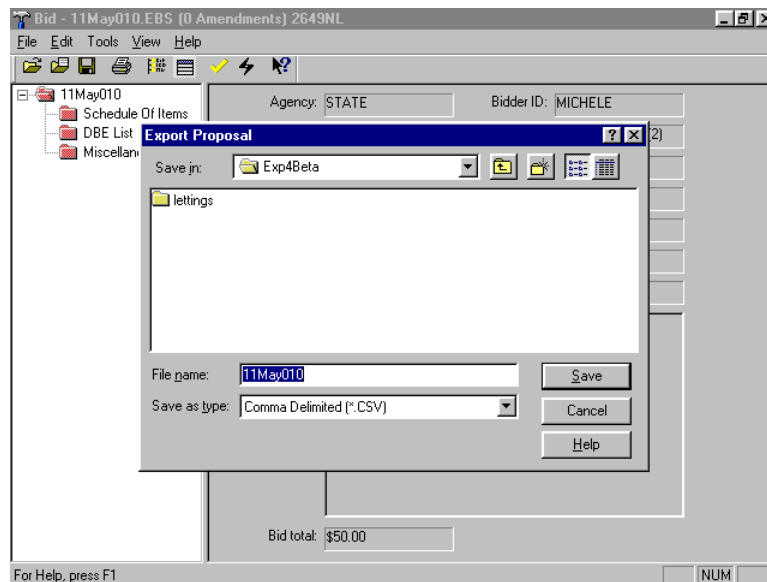 Bid - 11May010.EBS (0 Amendments) 2649NL
File Edit Tools View Help
11May010
Schedule Of Items
DBE List
Miscellan
Agency: STATE
Bidder ID: MICHELE
(2)
Export Proposal
Save in: Exp4Beta
lettings
File name: 11May010
Save
Save as type: Comma Delimited (*.CSV)
Cancel
Help
Bid total: $50.00
For Help, press F1
NUM